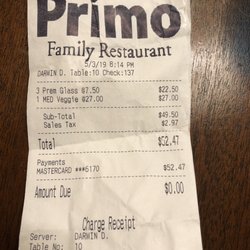 Primo
Family Restaurant
5/3/19 8:14 PM
DARWIN D. Table:10 Check:137
3 Prem Glass @7.50 $22.50
1 MED Veggie @27.00 $27.00
Sub-Total $49.50
Sales Tax $2.97
Total $52.47
Payments
MASTERCARD ***6170 $52.47
Amount Due $0.00
Charge Receipt
Server: DARWIN D.
Table No: 10